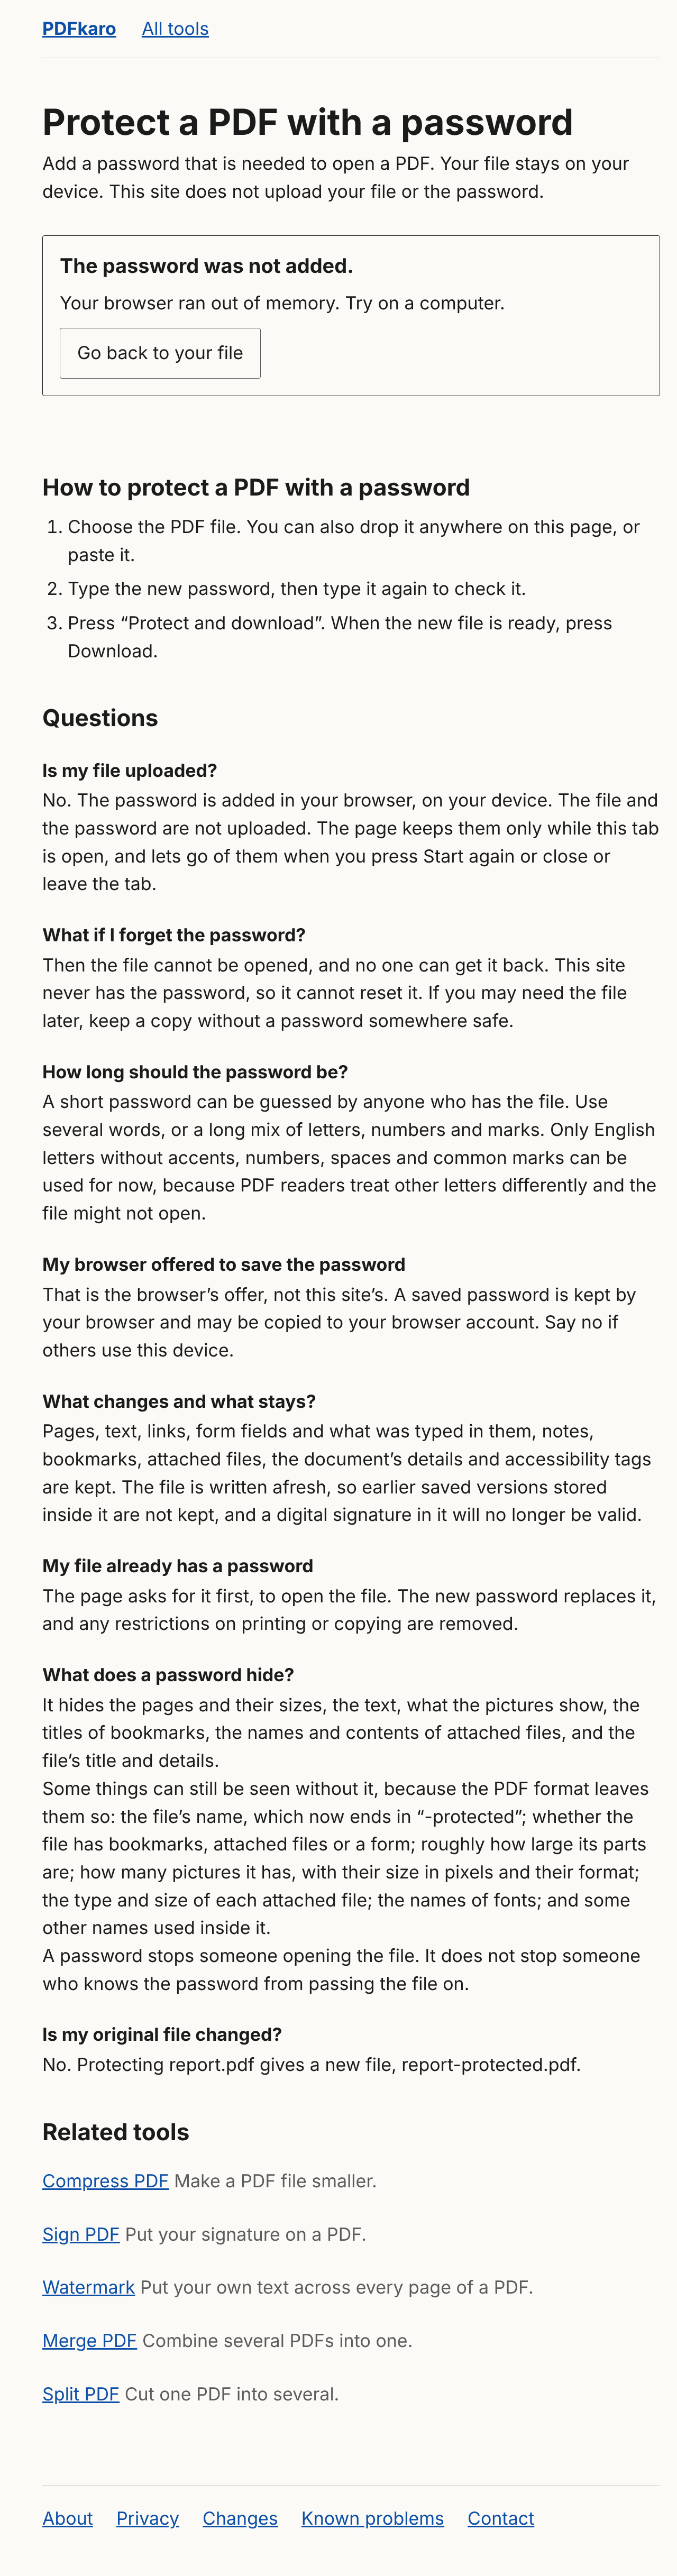 PDFkaro All tools
Protect a PDF with a password
Add a password that is needed to open a PDF. Your file stays on your
device. This site does not upload your file or the password.
The password was not added.
Your browser ran out of memory. Try on a computer.
Go back to your file
How to protect a PDF with a password
1. Choose the PDF file. You can also drop it anywhere on this page, or
paste it.
2. Type the new password, then type it again to check it.
3. Press “Protect and download”. When the new file is ready, press
Download.
Questions
Is my file uploaded?
No. The password is added in your browser, on your device. The file and
the password are not uploaded. The page keeps them only while this tab
is open, and lets go of them when you press Start again or close or
leave the tab.
What if I forget the password?
Then the file cannot be opened, and no one can get it back. This site
never has the password, so it cannot reset it. If you may need the file
later, keep a copy without a password somewhere safe.
How long should the password be?
A short password can be guessed by anyone who has the file. Use
several words, or a long mix of letters, numbers and marks. Only English
letters without accents, numbers, spaces and common marks can be
used for now, because PDF readers treat other letters differently and the
file might not open.
My browser offered to save the password
That is the browser’s offer, not this site’s. A saved password is kept by
your browser and may be copied to your browser account. Say no if
others use this device.
What changes and what stays?
Pages, text, links, form fields and what was typed in them, notes,
bookmarks, attached files, the document’s details and accessibility tags
are kept. The file is written afresh, so earlier saved versions stored
inside it are not kept, and a digital signature in it will no longer be valid.
My file already has a password
The page asks for it first, to open the file. The new password replaces it,
and any restrictions on printing or copying are removed.
What does a password hide?
It hides the pages and their sizes, the text, what the pictures show, the
titles of bookmarks, the names and contents of attached files, and the
file’s title and details.
Some things can still be seen without it, because the PDF format leaves
them so: the file’s name, which now ends in “-protected”; whether the
file has bookmarks, attached files or a form; roughly how large its parts
are; how many pictures it has, with their size in pixels and their format;
the type and size of each attached file; the names of fonts; and some
other names used inside it.
A password stops someone opening the file. It does not stop someone
who knows the password from passing the file on.
Is my original file changed?
No. Protecting report.pdf gives a new file, report-protected.pdf.
Related tools
Compress PDF Make a PDF file smaller.
Sign PDF Put your signature on a PDF.
Watermark Put your own text across every page of a PDF.
Merge PDF Combine several PDFs into one.
Split PDF Cut one PDF into several.
About Privacy Changes Known problems Contact